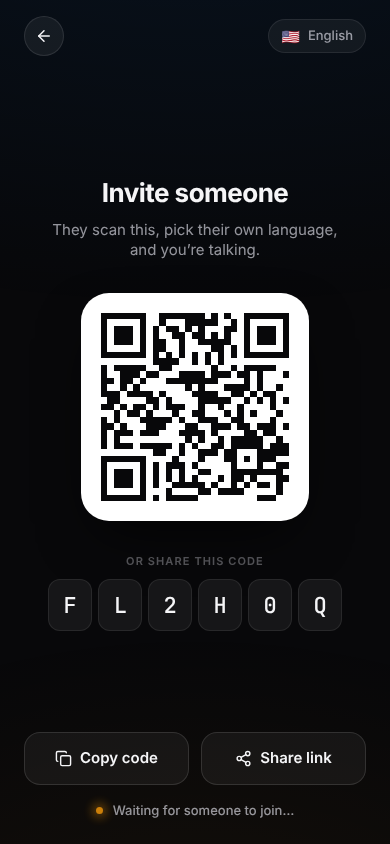 English
Invite someone
They scan this, pick their own language,
and you’re talking.
OR SHARE THIS CODE
F L 2 H 0 Q
Copy code
Share link
Waiting for someone to join...